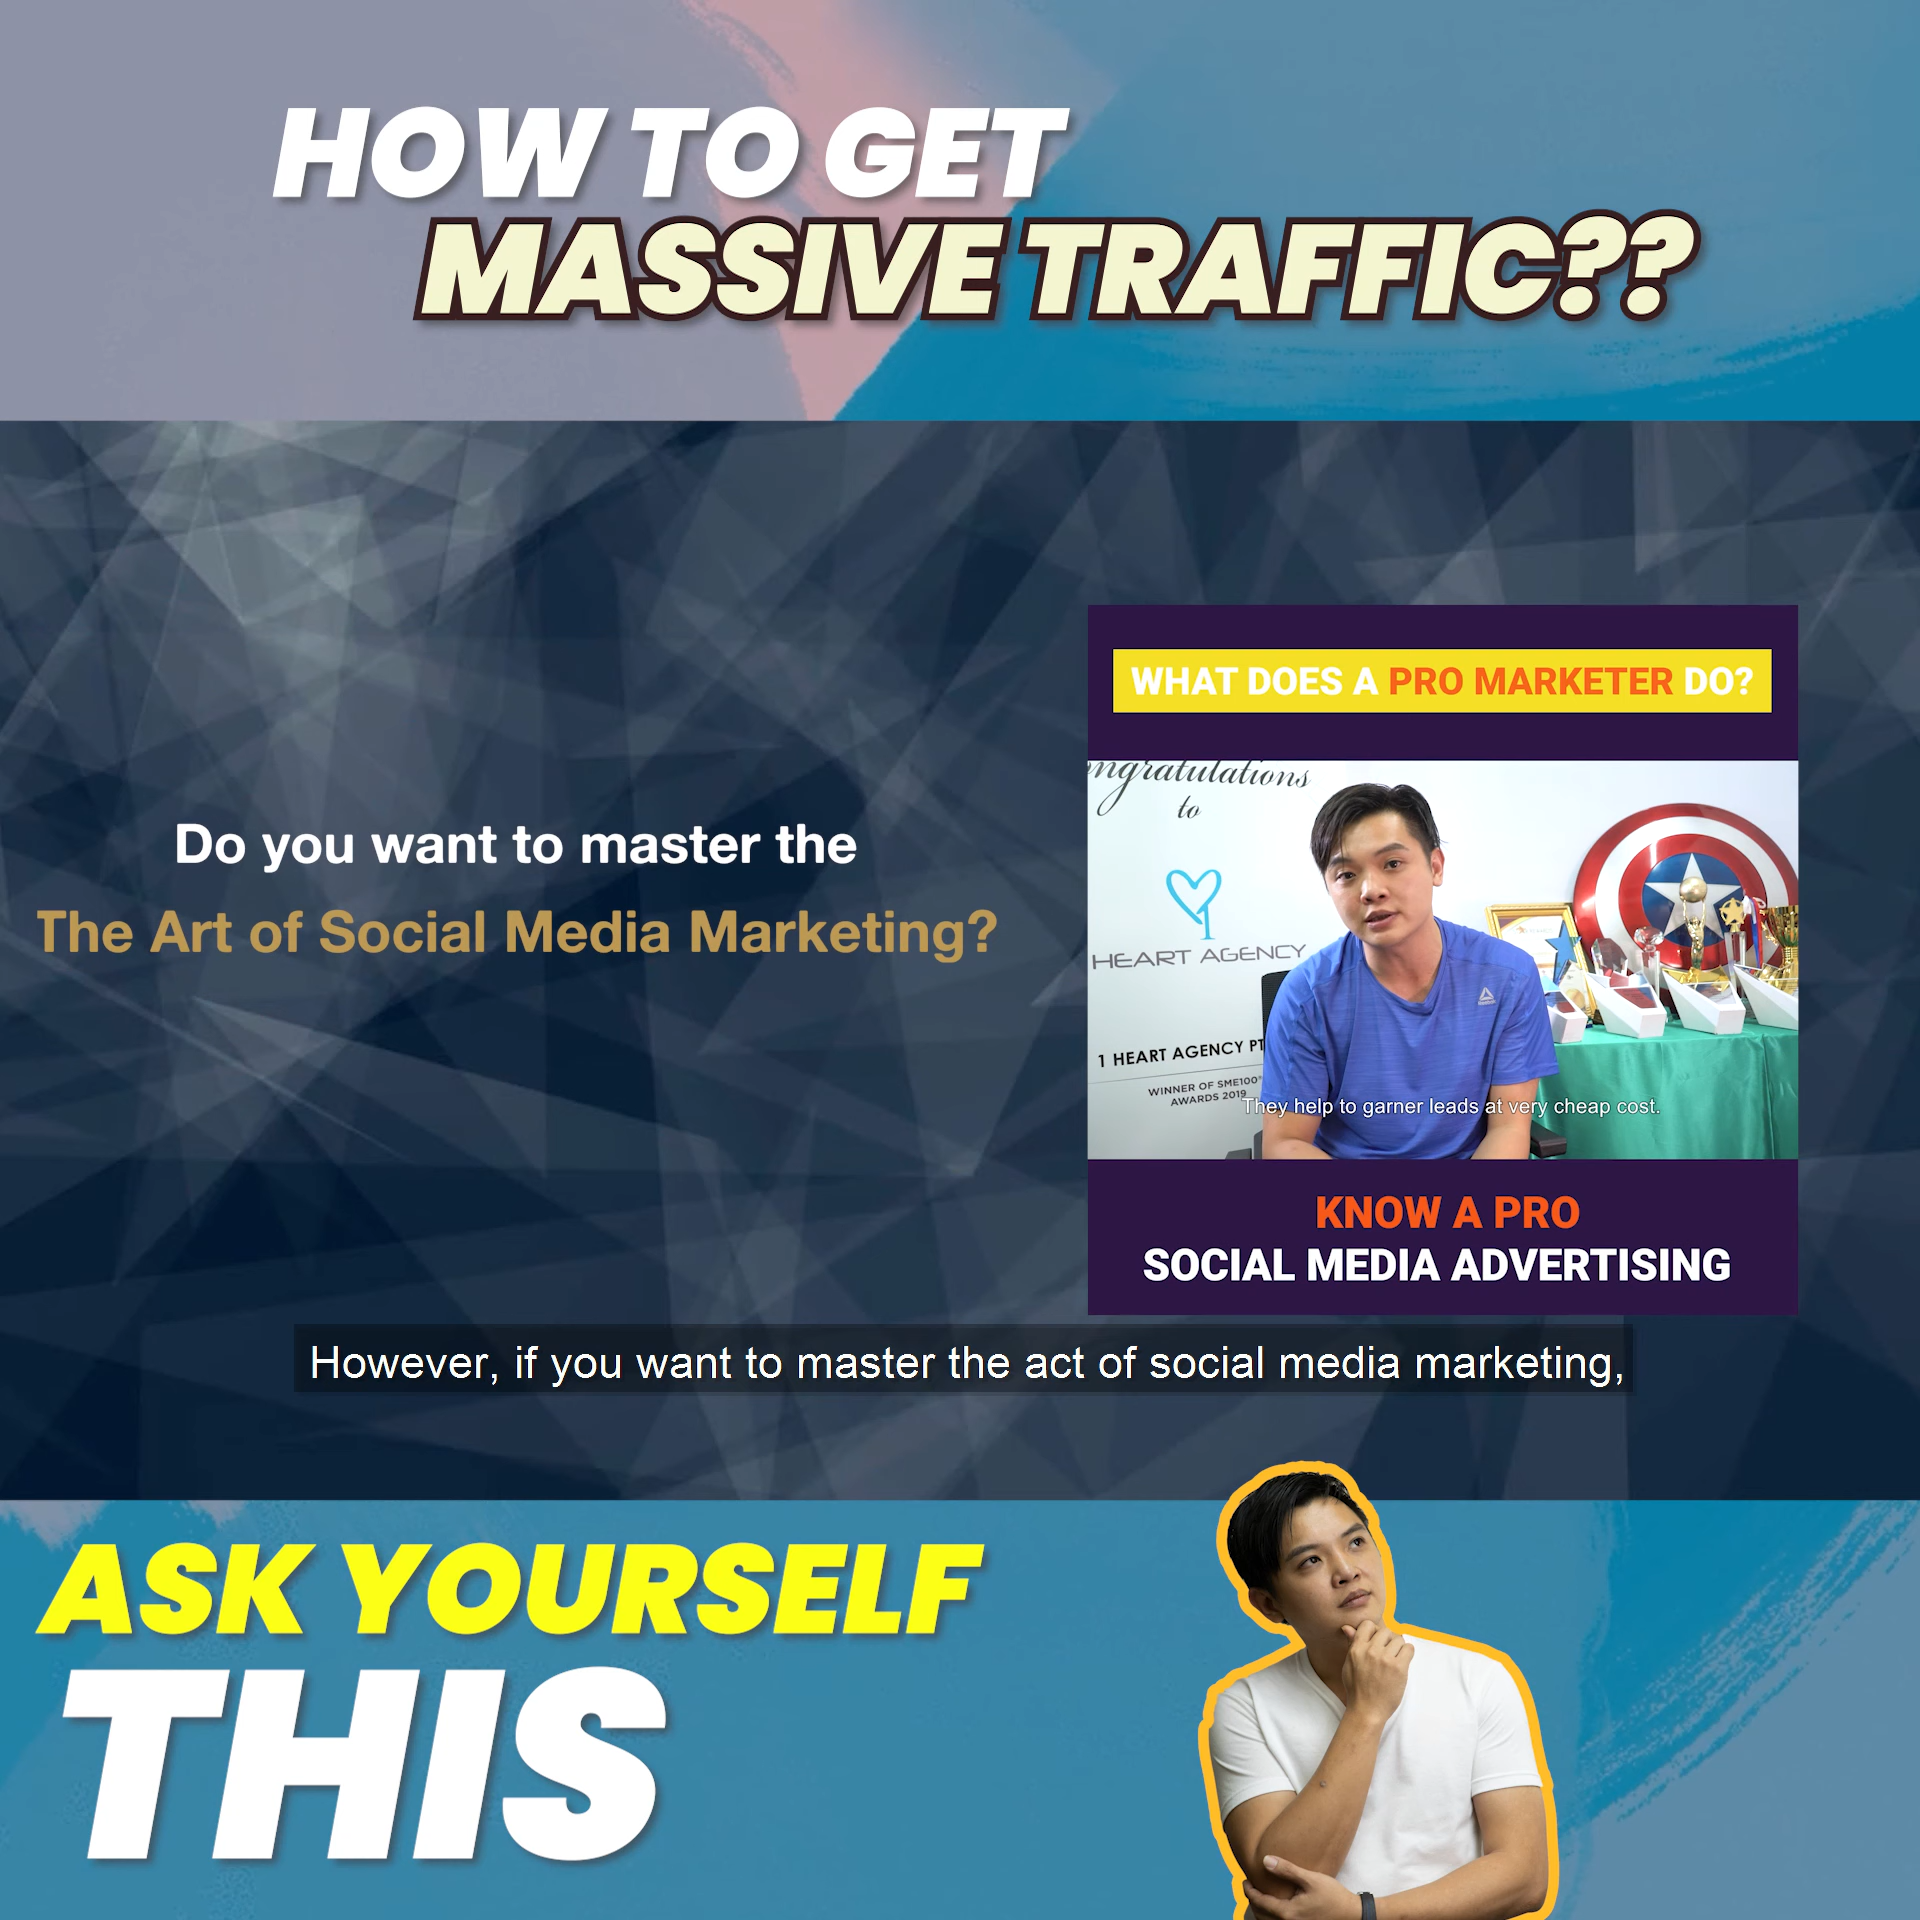 HOW TO GET
MASSIVE TRAFFIC??
Do you want to master the
The Art of Social Media Marketing?
WHAT DOES A PRO MARKETER DO?
ongratulations
to
HEART AGENCY
1 HEART AGENCY PT
WINNER OF SME100
AWARDS 2019
Reebok
They help to garner leads at very cheap cost.
KNOW A PRO
SOCIAL MEDIA ADVERTISING
However, if you want to master the act of social media marketing,
ASK YOURSELF
THIS